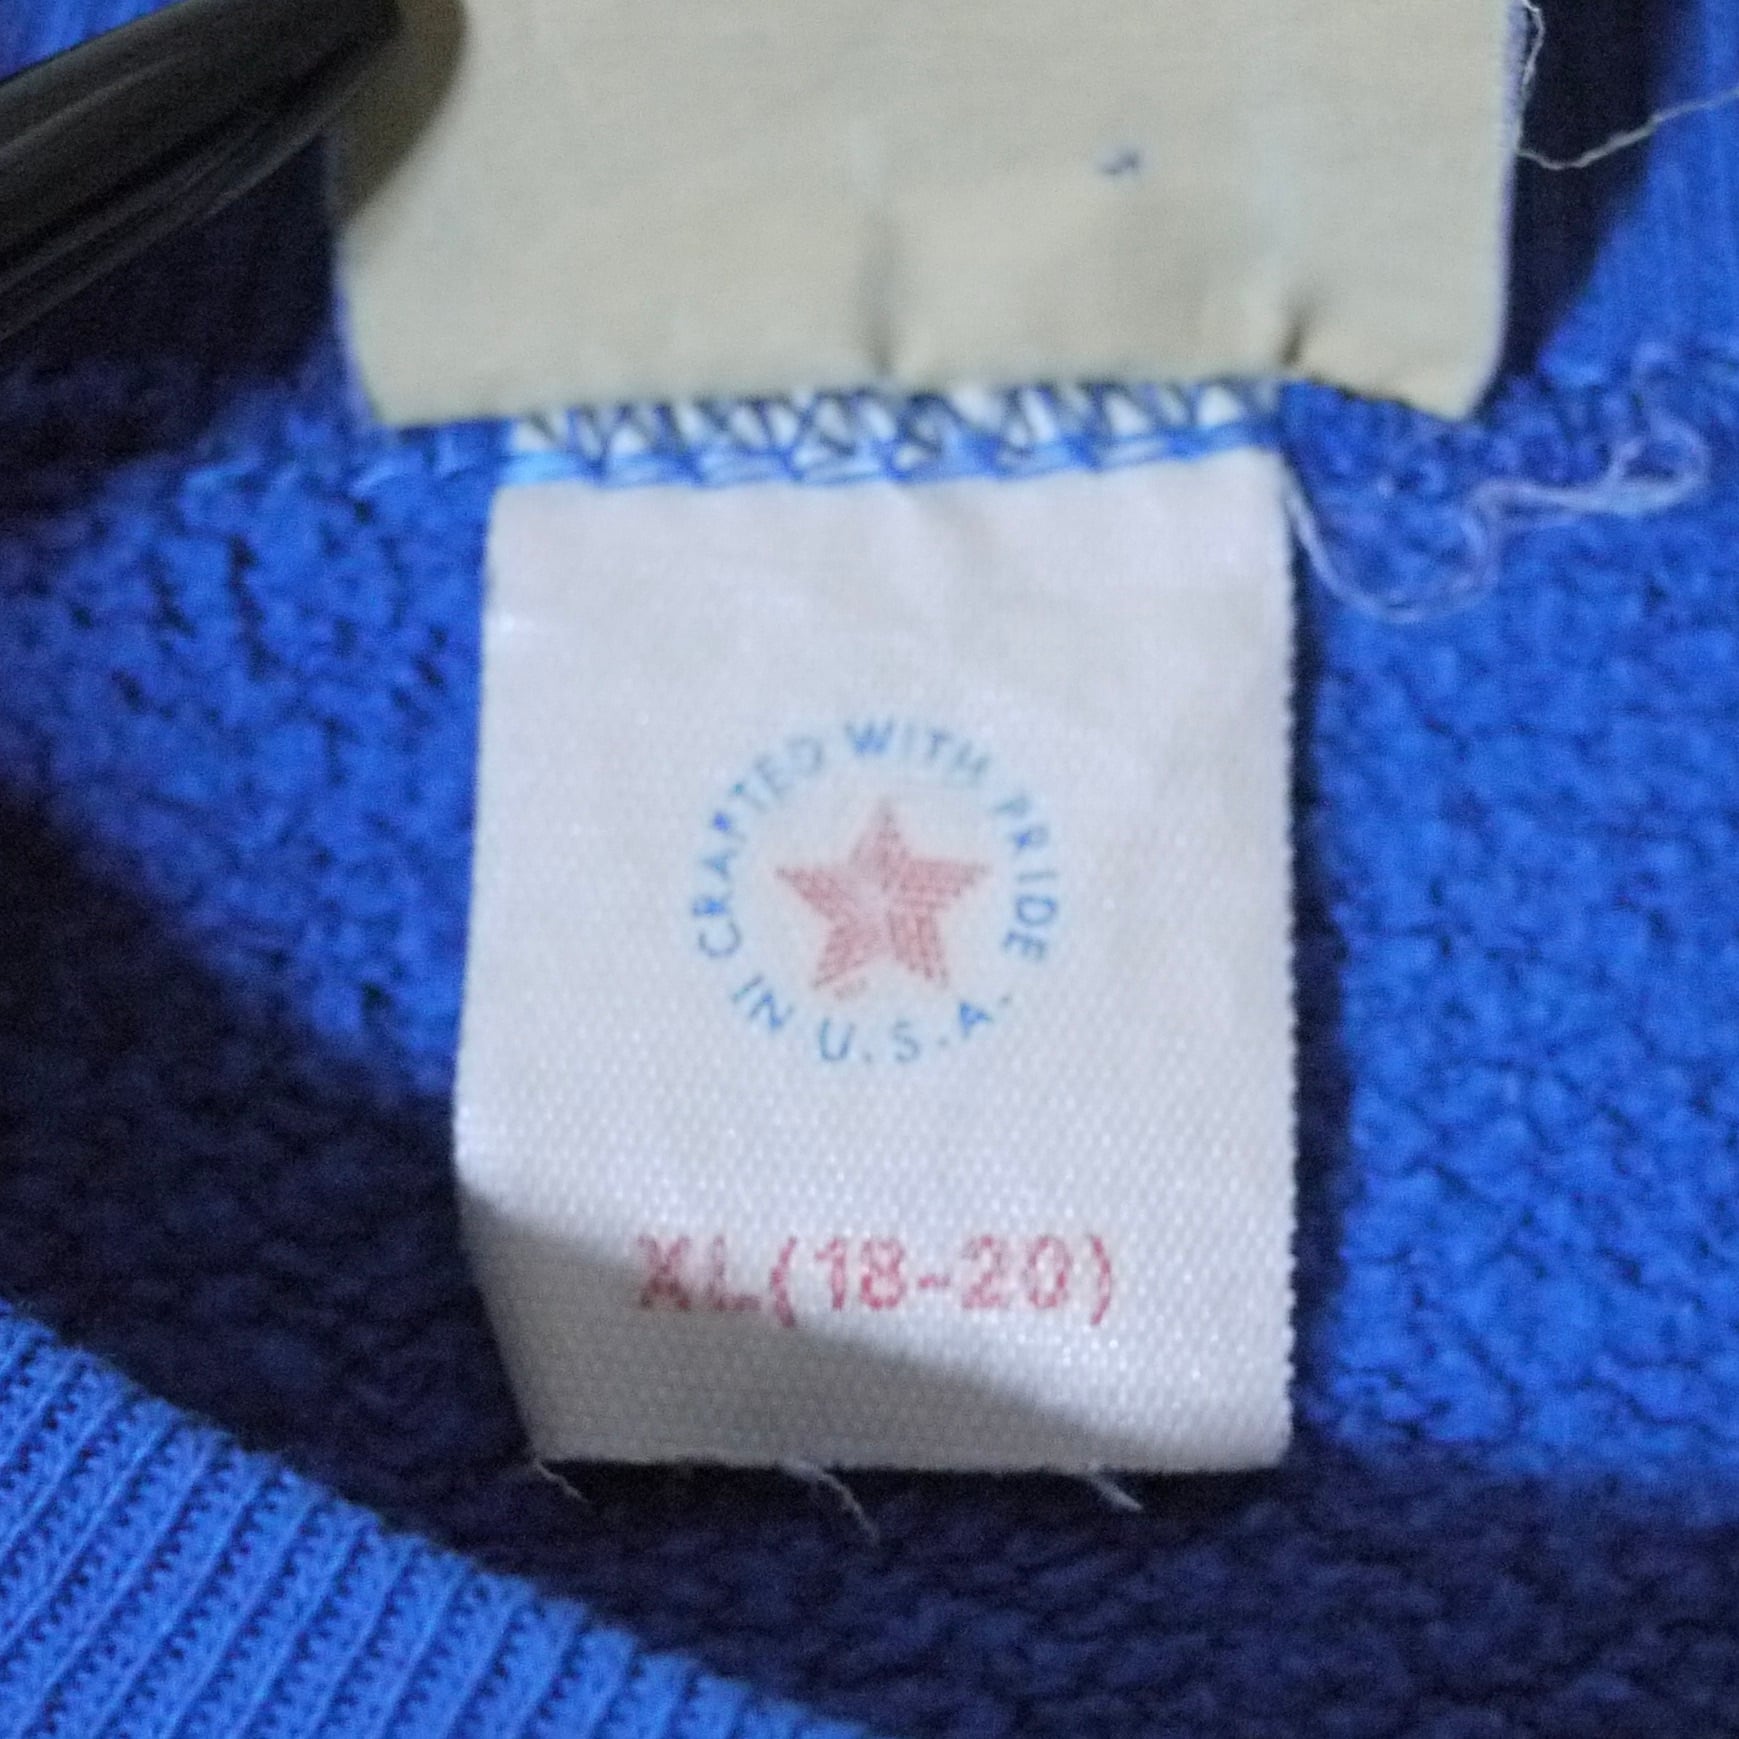 CRAFTED WITH PRIDE
IN U.S.A.
XL(18-20)